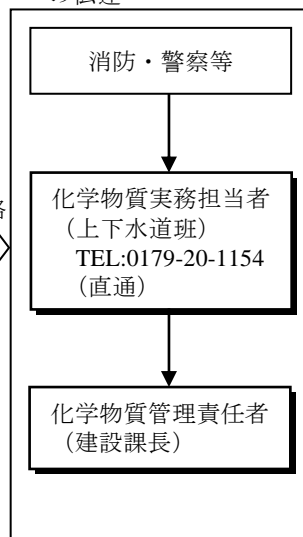 の伝達
消防・警察等
化学物質実務担当者
（上下水道班）
TEL:0179-20-1154
（直通）
化学物質管理責任者
（建設課長）